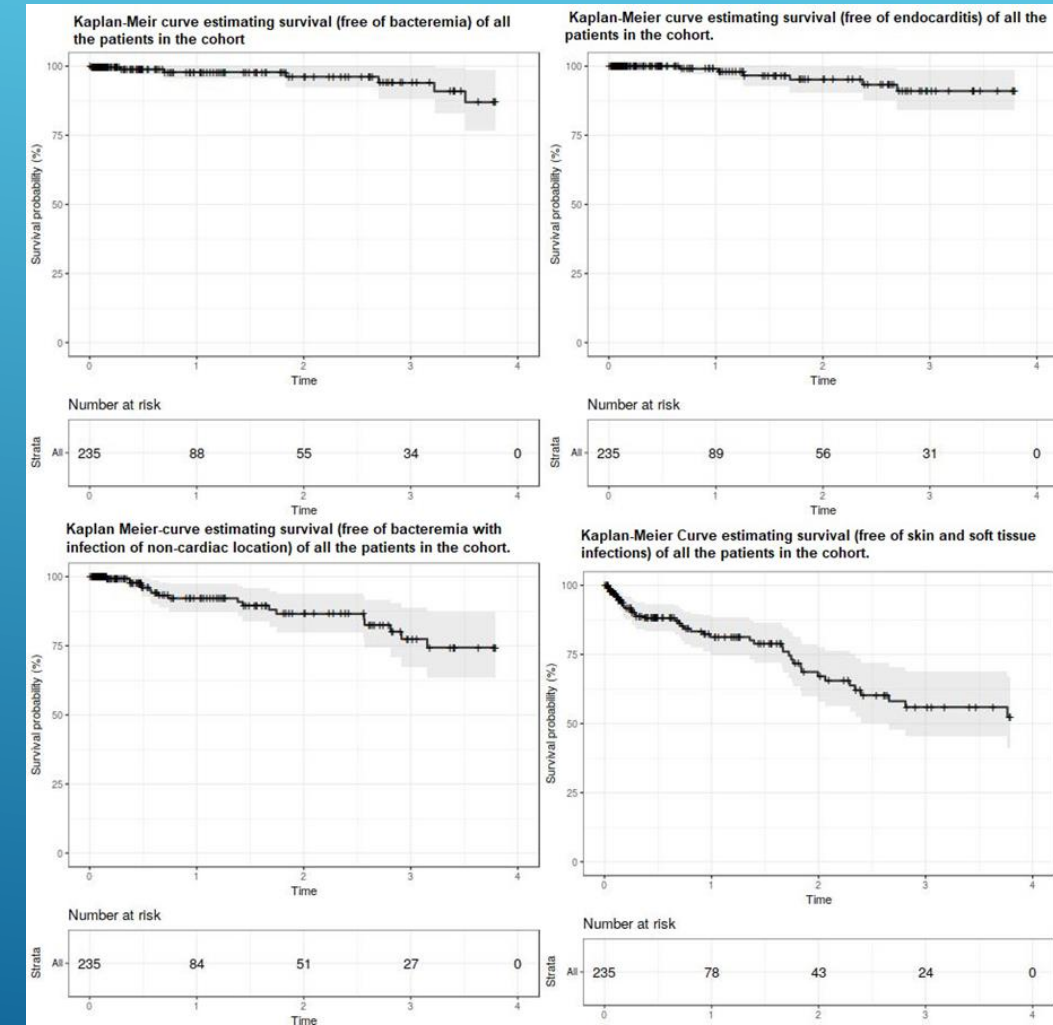 Kaplan-Meir curve estimating survival (free of bacteremia) of all
the patients in the cohort
100
75
50
25
0
Survival probability (%)
0 1 2 3 4
Time
Number at risk
Strata
All 235 88 55 34 0
0 1 2 3 4
Time
Kaplan-Meier curve estimating survival (free of endocarditis) of all the
patients in the cohort.
100
75
50
25
0
Survival probability (%)
0 1 2 3 4
Time
Number at risk
Strata
All 235 89 56 31 0
0 1 2 3 4
Time
Kaplan Meier-curve estimating survival (free of bacteremia with
infection of non-cardiac location) of all the patients in the cohort.
100
75
50
25
0
Survival probability (%)
0 1 2 3 4
Time
Number at risk
Strata
All 235 84 51 27 0
0 1 2 3 4
Time
Kaplan-Meier Curve estimating survival (free of skin and soft tissue
infections) of all the patients in the cohort.
100
75
50
25
0
Survival probability (%)
0 1 2 3 4
Time
Number at risk
Strata
All 235 78 43 24 0
0 1 2 3 4